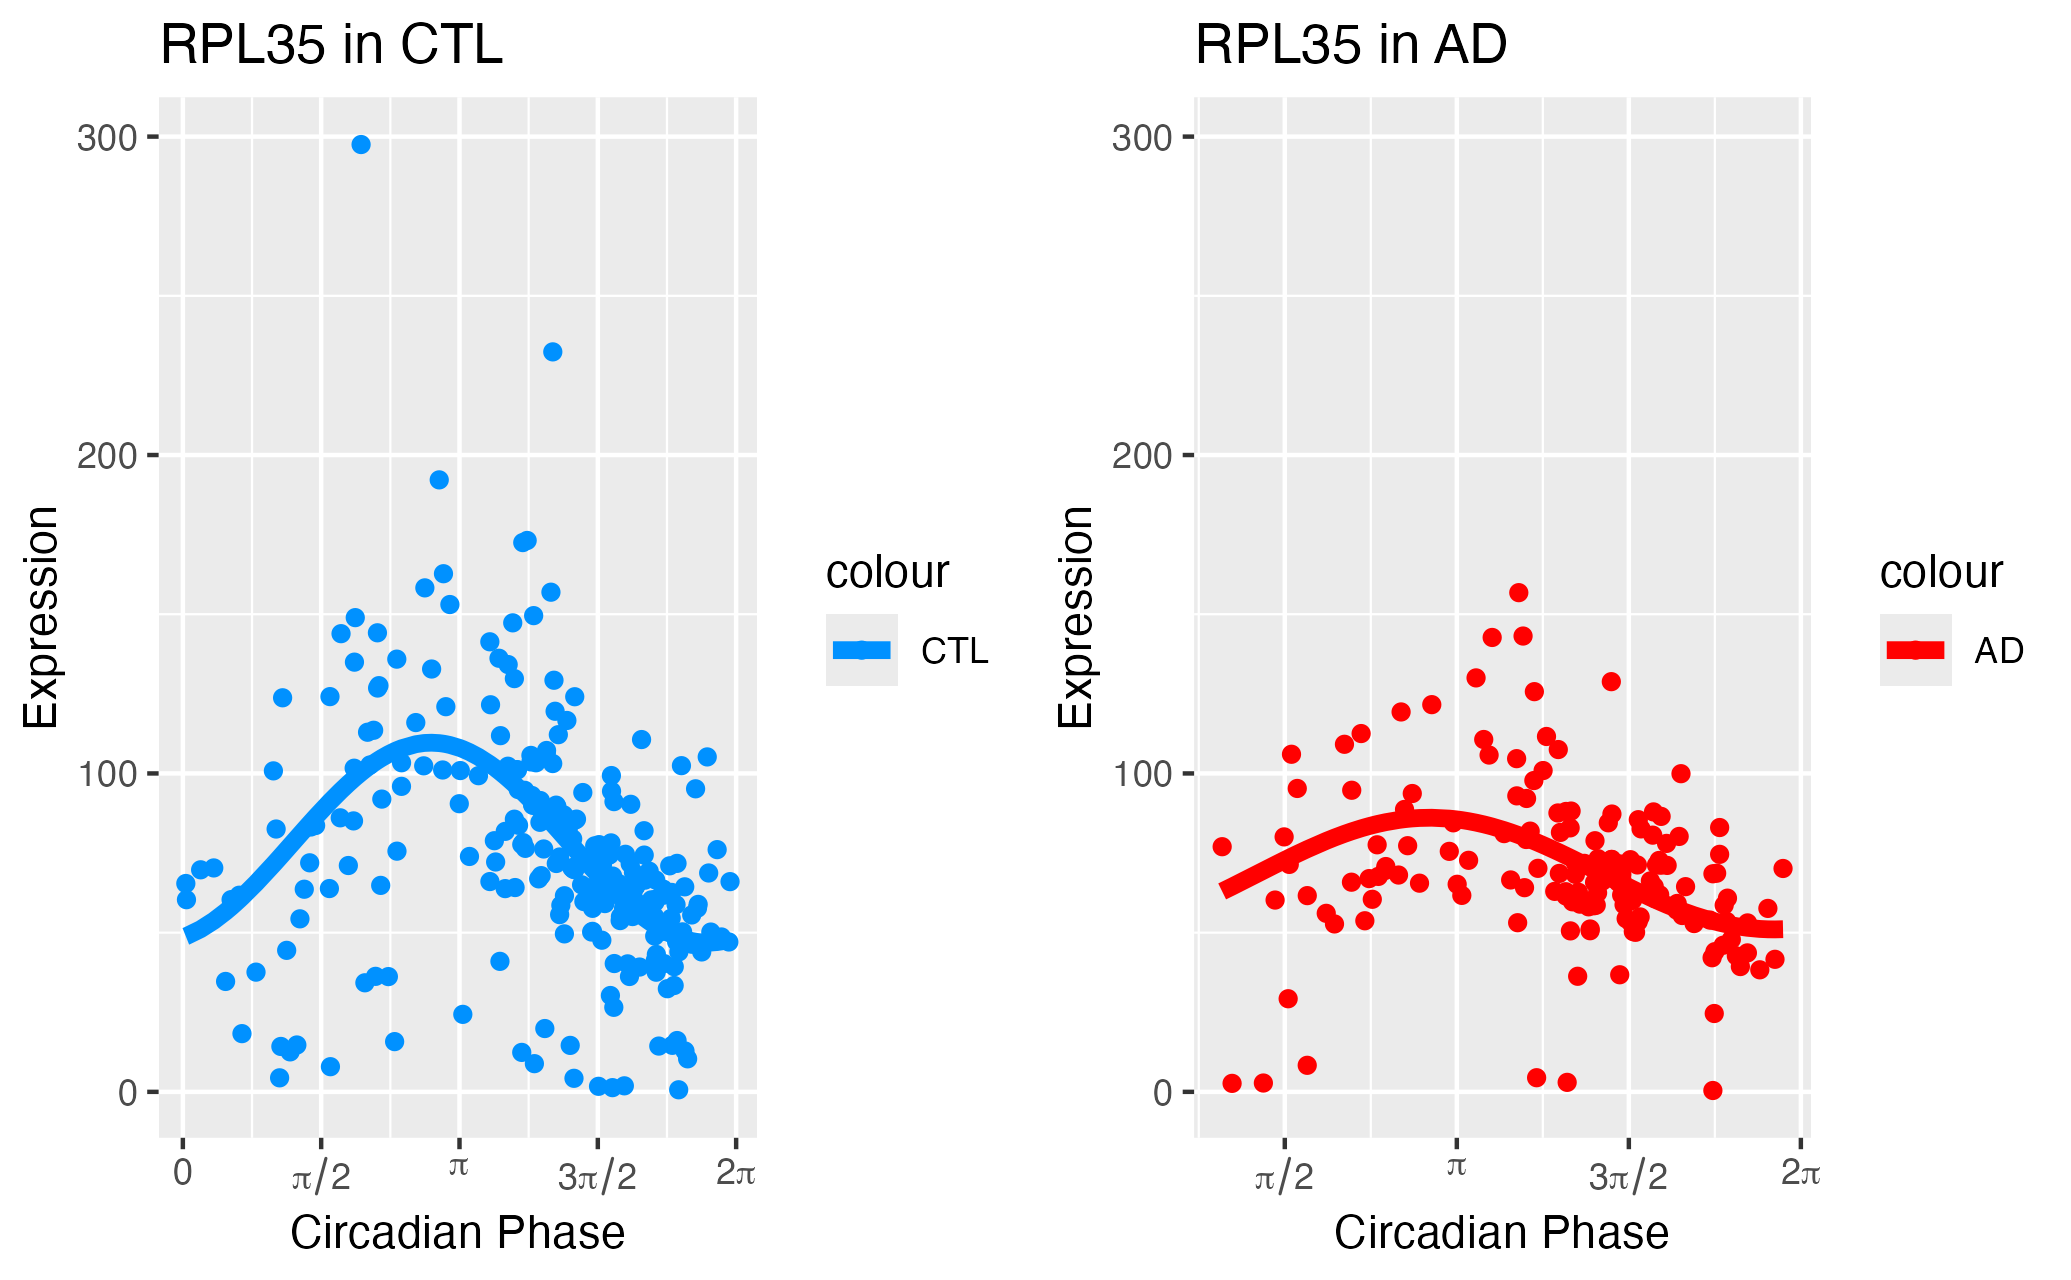 RPL35 in CTL
300
200
100
0
Expression
0
π/2
π
3π/2
2π
Circadian Phase
colour
CTL
RPL35 in AD
300
200
100
0
Expression
π/2
π
3π/2
2π
Circadian Phase
colour
AD